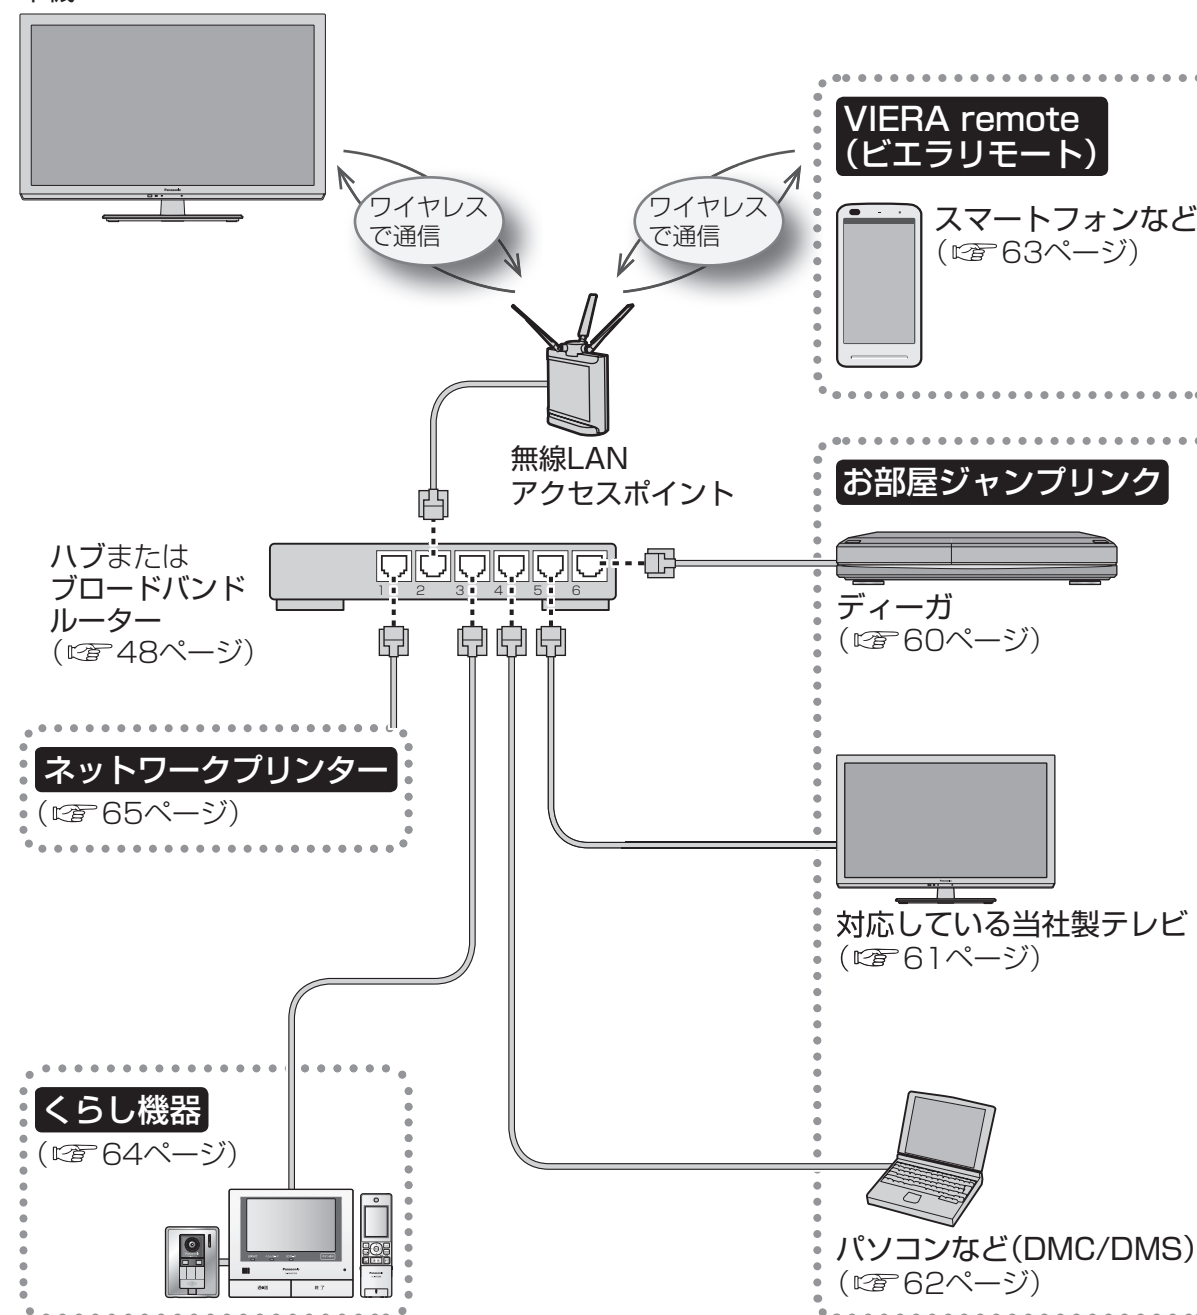 VIERA remote
(ビエラリモート)
ワイヤレス
で通信
ワイヤレス
で通信
スマートフォンなど
(☞63ページ)
無線LAN
アクセスポイント
お部屋ジャンプリンク
ハブまたは
ブロードバンド
ルーター
(☞48ページ)
1 2 3 4 5 6
ディーガ
(☞60ページ)
ネットワークプリンター
(☞65ページ)
対応している当社製テレビ
(☞61ページ)
くらし機器
(☞64ページ)
パソコンなど(DMC/DMS)
(☞62ページ)